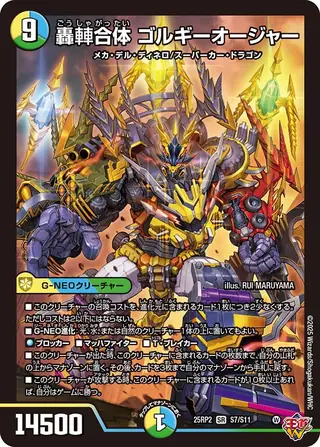 9
ごうしゃがったい
轟轟合体 ゴルギーオージャー
メカ・デル・ディネロ/スーパーカー・ドラゴン
illus. RUI MARUYAMA
G-NEOクリーチャー
■このクリーチャーの召喚コストを、進化元に含まれるカード1枚につき2少なくする。ただしコストは2以下にはならない。
■G-NEO進化:光、水、または自然のクリーチャー1体の上に置いてもよい。
■ブロッカー ■マッハファイター ■T・ブレイカー
■このクリーチャーが出た時、このクリーチャーに含まれるカードの枚数まで、自分の山札の上からマナゾーンに置く。その後、カードを3枚まで自分のマナゾーンから手札に戻す。
■このクリーチャーが攻撃する時、このクリーチャーに含まれるカードが10枚以上あれば、自分はゲームに勝つ。
14500
1
25RP2 SR S7/S11
W
王道
©2025 Wizards/Shogakukan/WHC